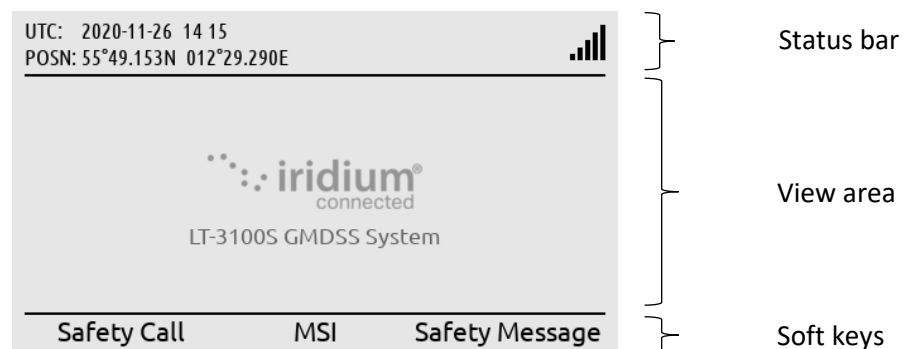 UTC: 2020-11-26 14 15
POSN: 55°49.153N 012°29.290E
Status bar
iridium®
connected
LT-3100S GMDSS System
View area
Safety Call MSI Safety Message
Soft keys